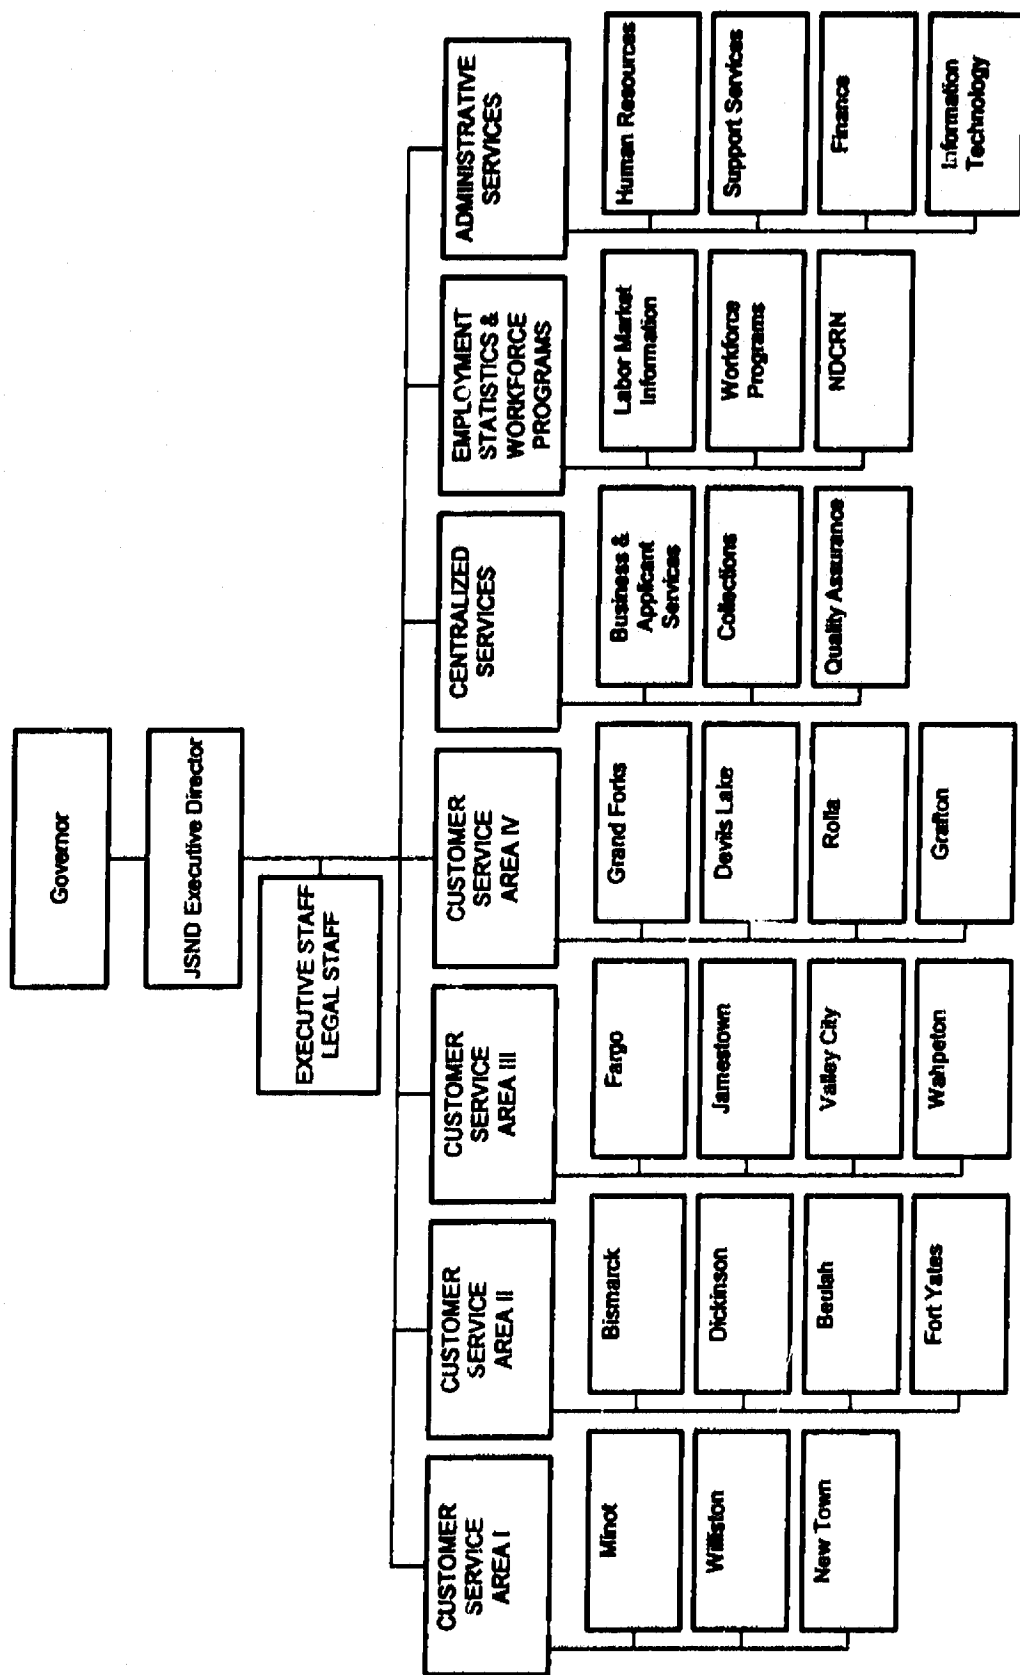 Governor
JSND Executive Director
EXECUTIVE STAFF
LEGAL STAFF
CUSTOMER
SERVICE
AREA I
Minot
Williston
New Town
CUSTOMER
SERVICE
AREA II
Bismarck
Dickinson
Beulah
Fort Yates
CUSTOMER
SERVICE
AREA III
Fargo
Jamestown
Valley City
Wahpeton
CUSTOMER
SERVICE
AREA IV
Grand Forks
Devils Lake
Rolla
Grafton
CENTRALIZED
SERVICES
Business &
Applicant
Services
Collections
Quality Assurance
EMPLOYMENT
STATISTICS &
WORKFORCE
PROGRAMS
Labor Market
Information
Workforce
Programs
NDCRN
ADMINISTRATIVE
SERVICES
Human Resources
Support Services
Finance
Information
Technology